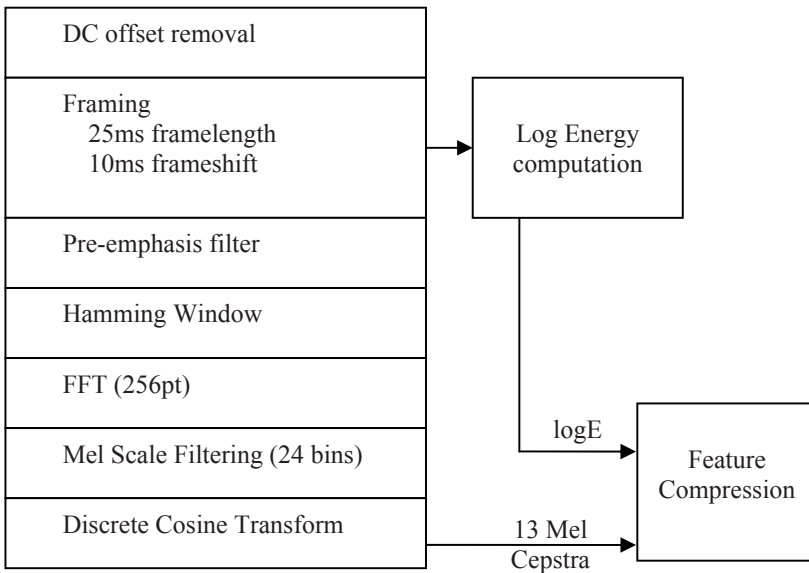 DC offset removal
Framing
25ms framelength
10ms frameshift
Log Energy
computation
Pre-emphasis filter
Hamming Window
FFT (256pt)
Mel Scale Filtering (24 bins)
Discrete Cosine Transform
logE
13 Mel
Cepstra
Feature
Compression